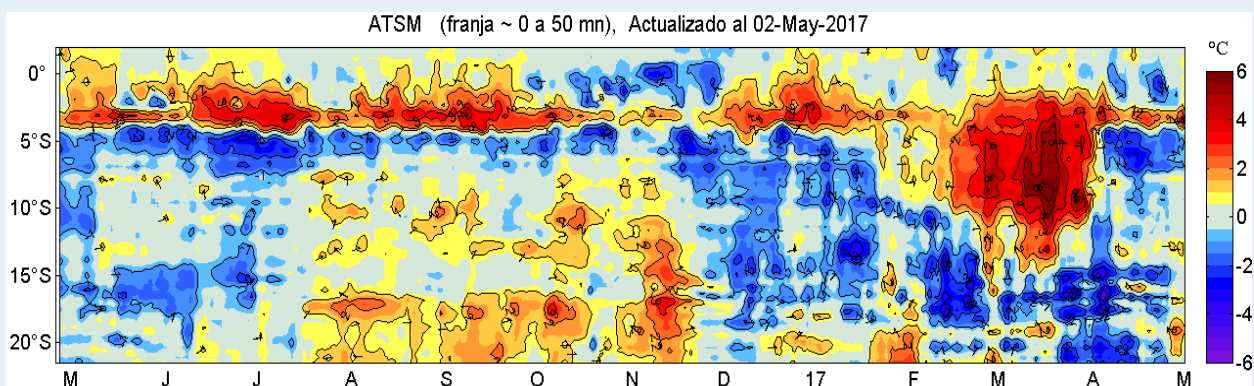 ATSM (franja ~ 0 a 50 mn), Actualizado al 02-May-2017
ºC
0°
5°S
10°S
15°S
20°S
6
4
2
0
-2
-4
-6
M J J A S O N D 17 F M A M